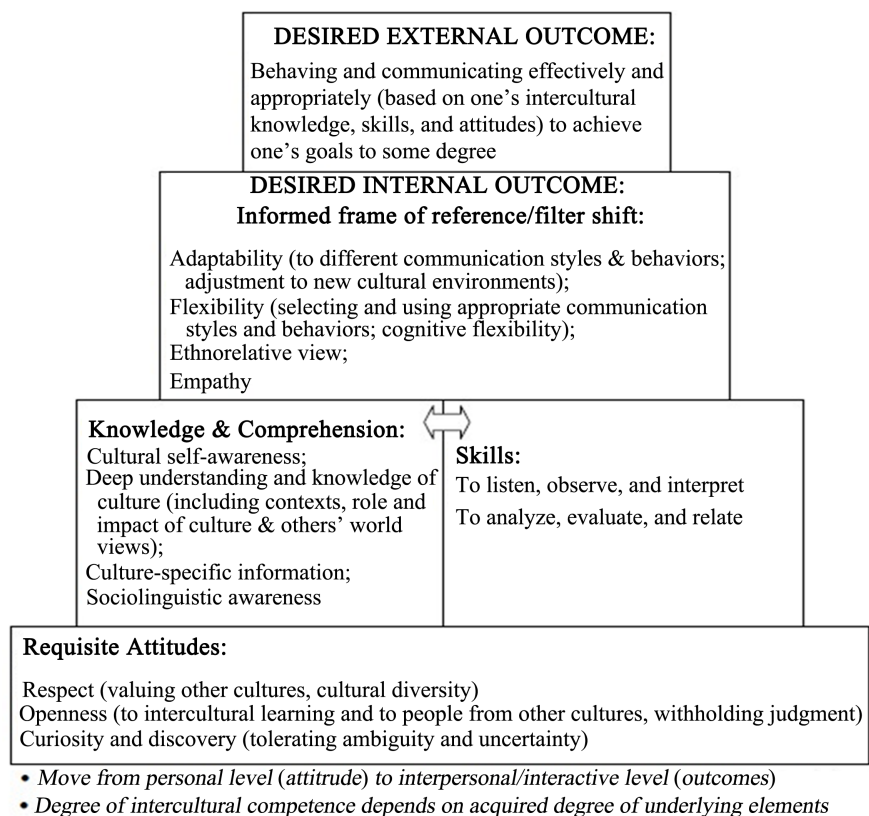 DESIRED EXTERNAL OUTCOME:
Behaving and communicating effectively and
appropriately (based on one's intercultural
knowledge, skills, and attitudes) to achieve
one's goals to some degree
DESIRED INTERNAL OUTCOME:
Informed frame of reference/filter shift:
Adaptability (to different communication styles & behaviors;
adjustment to new cultural environments);
Flexibility (selecting and using appropriate communication
styles and behaviors; cognitive flexibility);
Ethnorelative view;
Empathy
Knowledge & Comprehension:
Cultural self-awareness;
Deep understanding and knowledge of
culture (including contexts, role and
impact of culture & others' world
views);
Culture-specific information;
Sociolinguistic awareness
Skills:
To listen, observe, and interpret
To analyze, evaluate, and relate
Requisite Attitudes:
Respect (valuing other cultures, cultural diversity)
Openness (to intercultural learning and to people from other cultures, withholding judgment)
Curiosity and discovery (tolerating ambiguity and uncertainty)
• Move from personal level (attitrude) to interpersonal/interactive level (outcomes)
• Degree of intercultural competence depends on acquired degree of underlying elements